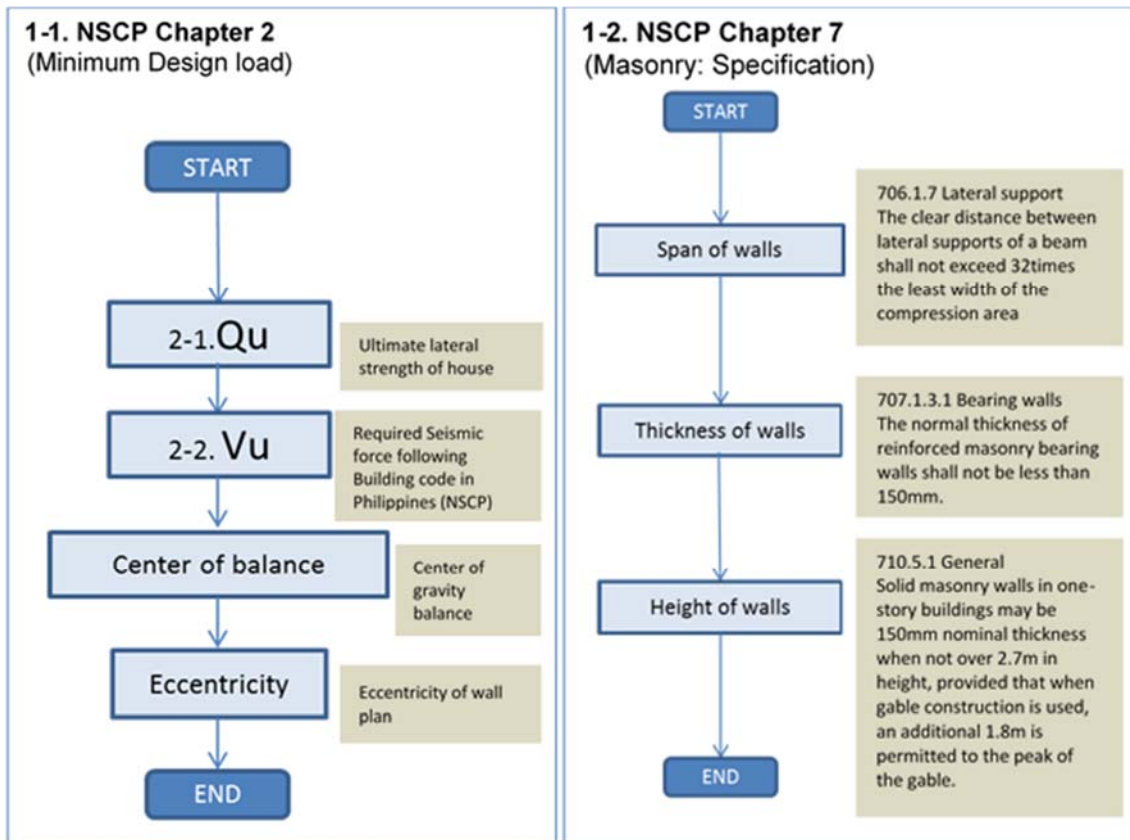 1-1. NSCP Chapter 2
(Minimum Design load)
START
2-1.Qu
Ultimate lateral
strength of house
2-2. Vu
Required Seismic
force following
Building code in
Philippines (NSCP)
Center of balance
Center of
gravity
balance
Eccentricity
Eccentricity of wall
plan
END
1-2. NSCP Chapter 7
(Masonry: Specification)
START
Span of walls
706.1.7 Lateral support
The clear distance between
lateral supports of a beam
shall not exceed 32times
the least width of the
compression area
Thickness of walls
707.1.3.1 Bearing walls
The normal thickness of
reinforced masonry bearing
walls shall not be less than
150mm.
Height of walls
710.5.1 General
Solid masonry walls in one-
story buildings may be
150mm nominal thickness
when not over 2.7m in
height, provided that when
gable construction is used,
an additional 1.8m is
permitted to the peak of
the gable.
END